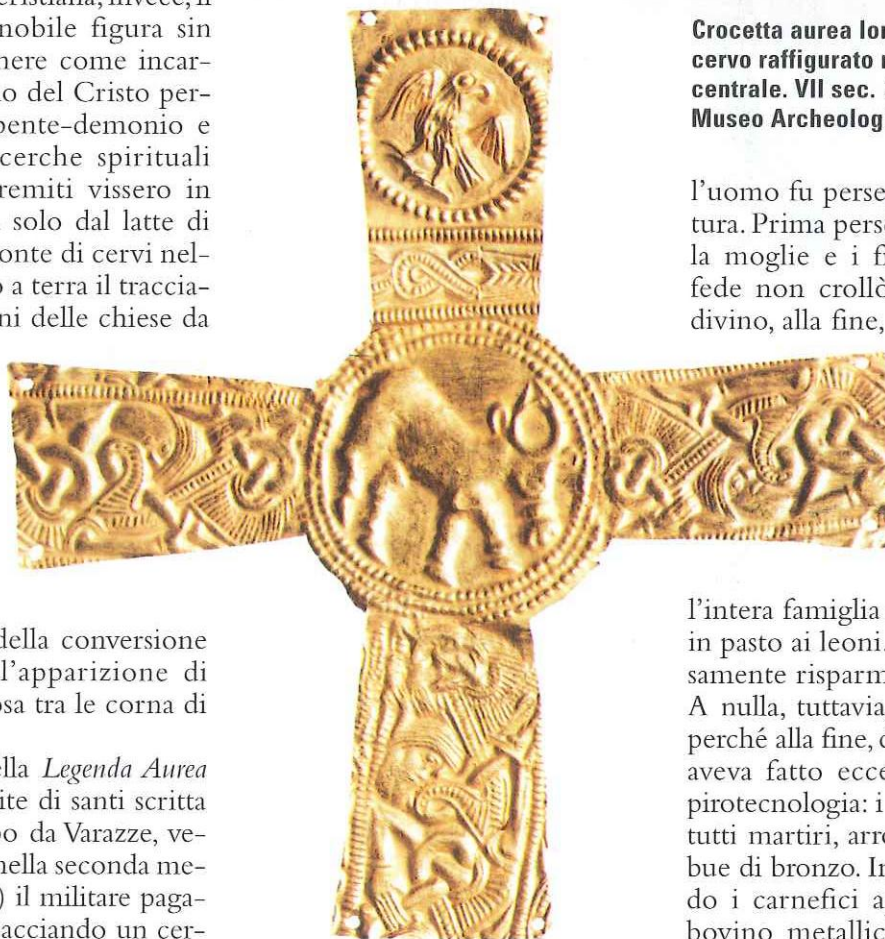 cristiana, invece, il
nobile figura sin
nere come incar-
o del Cristo per-
pente-demonio e
cerche spirituali
remiti vissero in
solo dal latte di
onte di cervi nel-
o a terra il traccia-
ni delle chiese da
della conversione
l'apparizione di
osa tra le corna di
ella Legenda Aurea
ite di santi scritta
po da Varazze, ve-
nella seconda me-
) il militare paga-
acciando un cer-
Crocetta aurea lon
cervo raffigurato n
centrale. VII sec.
Museo Archeolog
l'uomo fu perse
tura. Prima perse
la moglie e i fi
fede non crollò
divino, alla fine,
l'intera famiglia
in pasto ai leoni.
samente risparm
A nulla, tuttavia
perché alla fine, c
aveva fatto ecce
pirotecnologia: i
tutti martiri, arro
bue di bronzo. In
do i carnefici a
bovino metallic